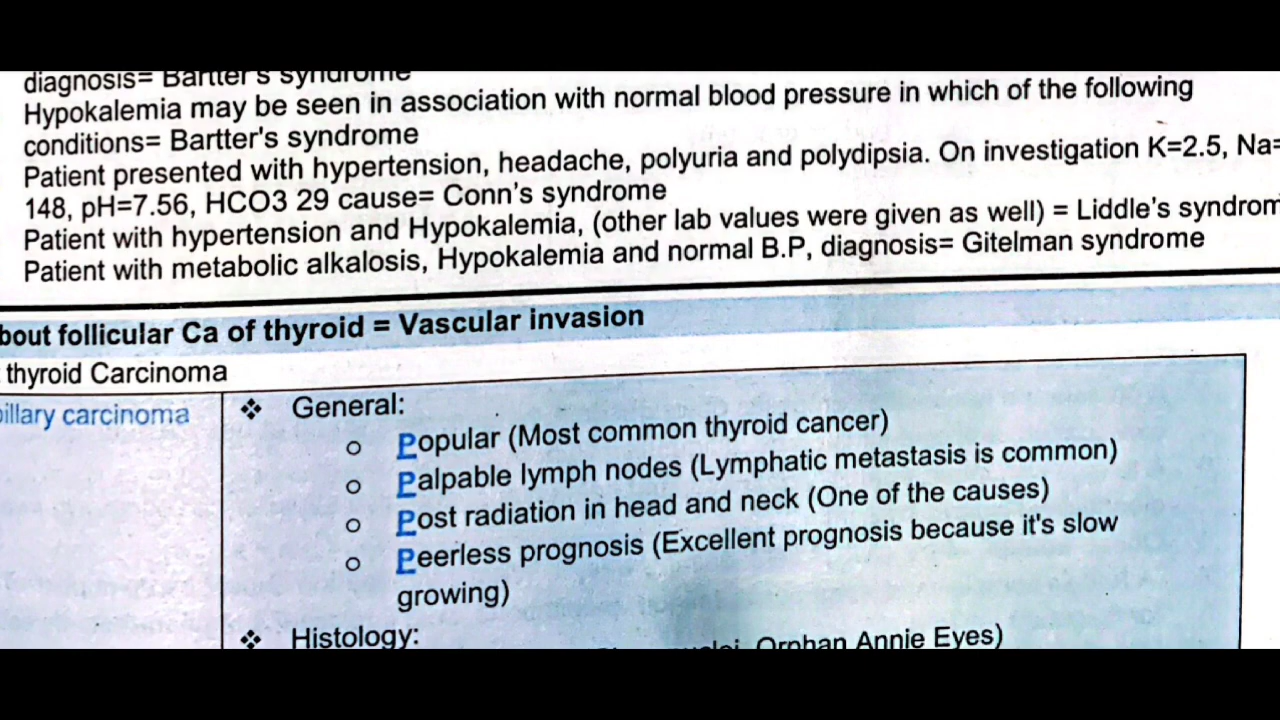 diagnosis= Bartter's syndrome
Hypokalemia may be seen in association with normal blood pressure in which of the following
conditions= Bartter's syndrome
Patient presented with hypertension, headache, polyuria and polydipsia. On investigation K=2.5, Na=
148, pH=7.56, HCO3 29 cause= Conn's syndrome
Patient with hypertension and Hypokalemia, (other lab values were given as well) = Liddle's syndrom
Patient with metabolic alkalosis, Hypokalemia and normal B.P, diagnosis= Gitelman syndrome
bout follicular Ca of thyroid = Vascular invasion
thyroid Carcinoma
pillary carcinoma
❖ General:
o Popular (Most common thyroid cancer)
o Palpable lymph nodes (Lymphatic metastasis is common)
o Post radiation in head and neck (One of the causes)
o Peerless prognosis (Excellent prognosis because it's slow
growing)
❖ Histology:
Orphan Annie Eyes)